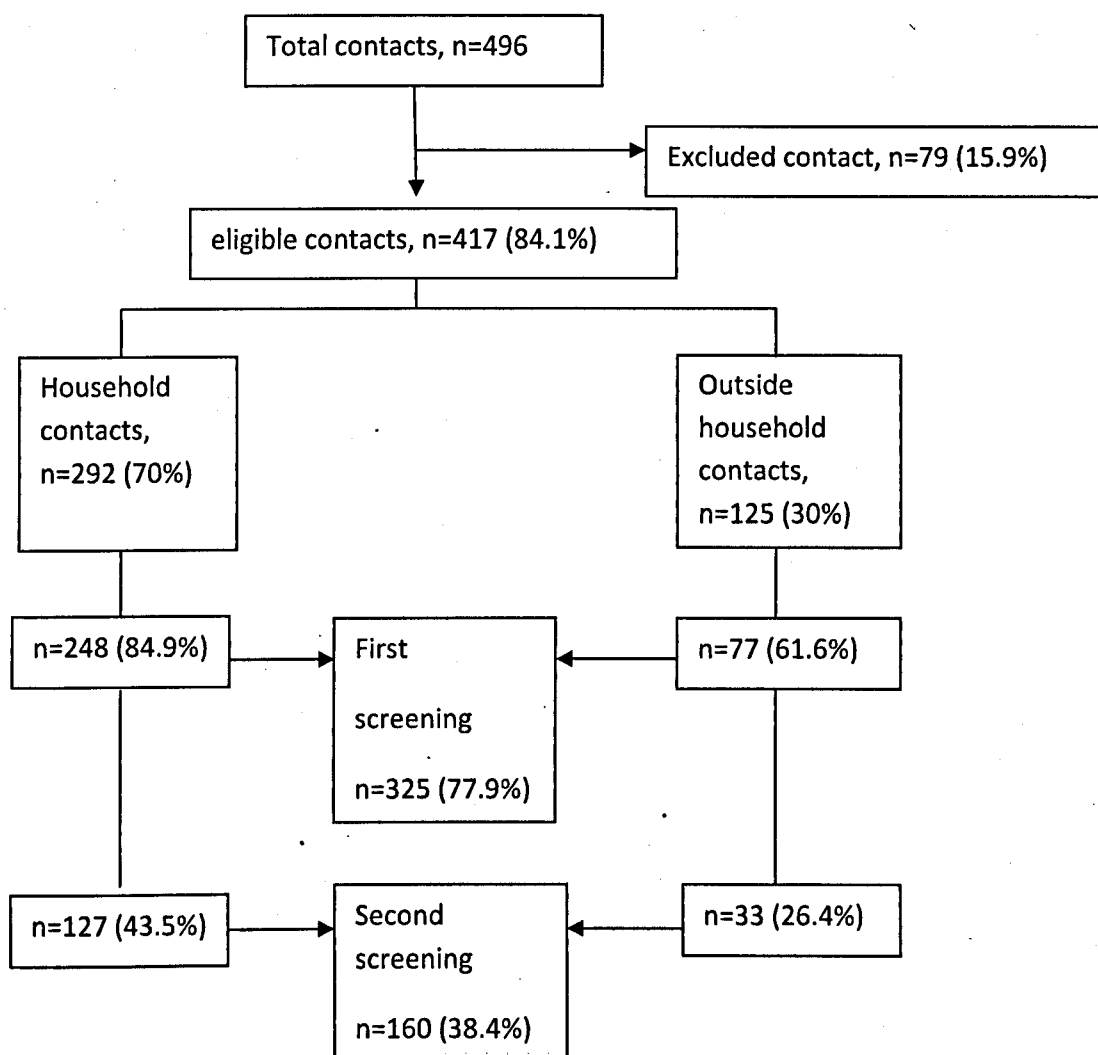 Total contacts, n=496
Excluded contact, n=79 (15.9%)
eligible contacts, n=417 (84.1%)
Household
contacts,
n=292 (70%)
Outside
household
contacts,
n=125 (30%)
n=248 (84.9%)
First
screening
n=325 (77.9%)
n=77 (61.6%)
n=127 (43.5%)
Second
screening
n=160 (38.4%)
n=33 (26.4%)